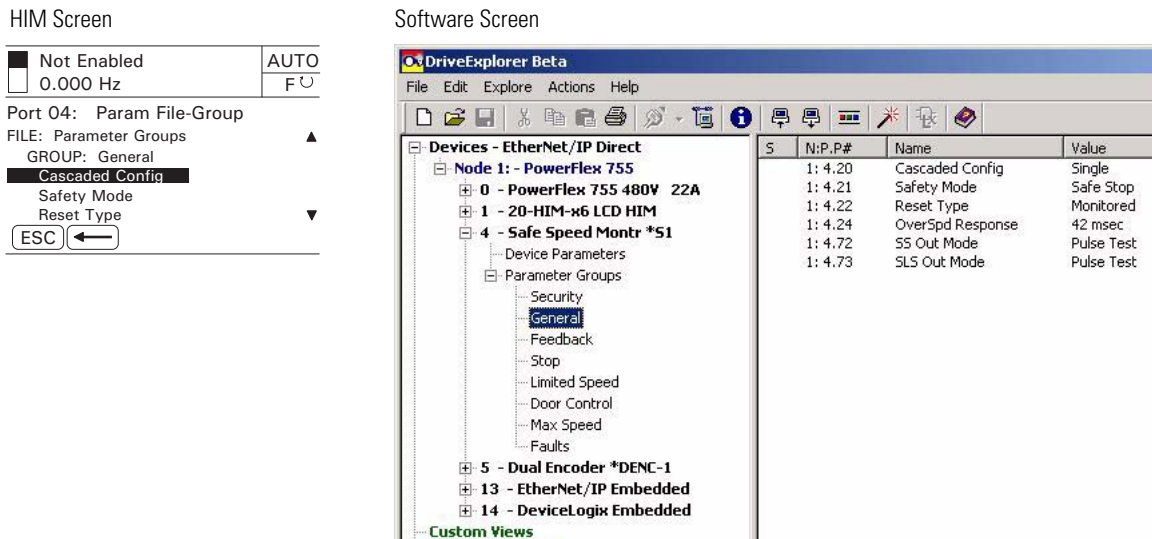 HIM Screen
Not Enabled AUTO
0.000 Hz F
Port 04: Param File-Group
FILE: Parameter Groups
GROUP: General
Cascaded Config
Safety Mode
Reset Type
ESC
Software Screen
DriveExplorer Beta
File Edit Explore Actions Help
Devices - EtherNet/IP Direct
Node 1: - PowerFlex 755
0 - PowerFlex 755 480V 22A
1 - 20-HIM-x6 LCD HIM
4 - Safe Speed Montr *S1
Device Parameters
Parameter Groups
Security
General
Feedback
Stop
Limited Speed
Door Control
Max Speed
Faults
5 - Dual Encoder *DENC-1
13 - EtherNet/IP Embedded
14 - DeviceLogix Embedded
Custom Views
S N:P.P# Name Value
1: 4.20 Cascaded Config Single
1: 4.21 Safety Mode Safe Stop
1: 4.22 Reset Type Monitored
1: 4.24 OverSpd Response 42 msec
1: 4.72 SS Out Mode Pulse Test
1: 4.73 SLS Out Mode Pulse Test